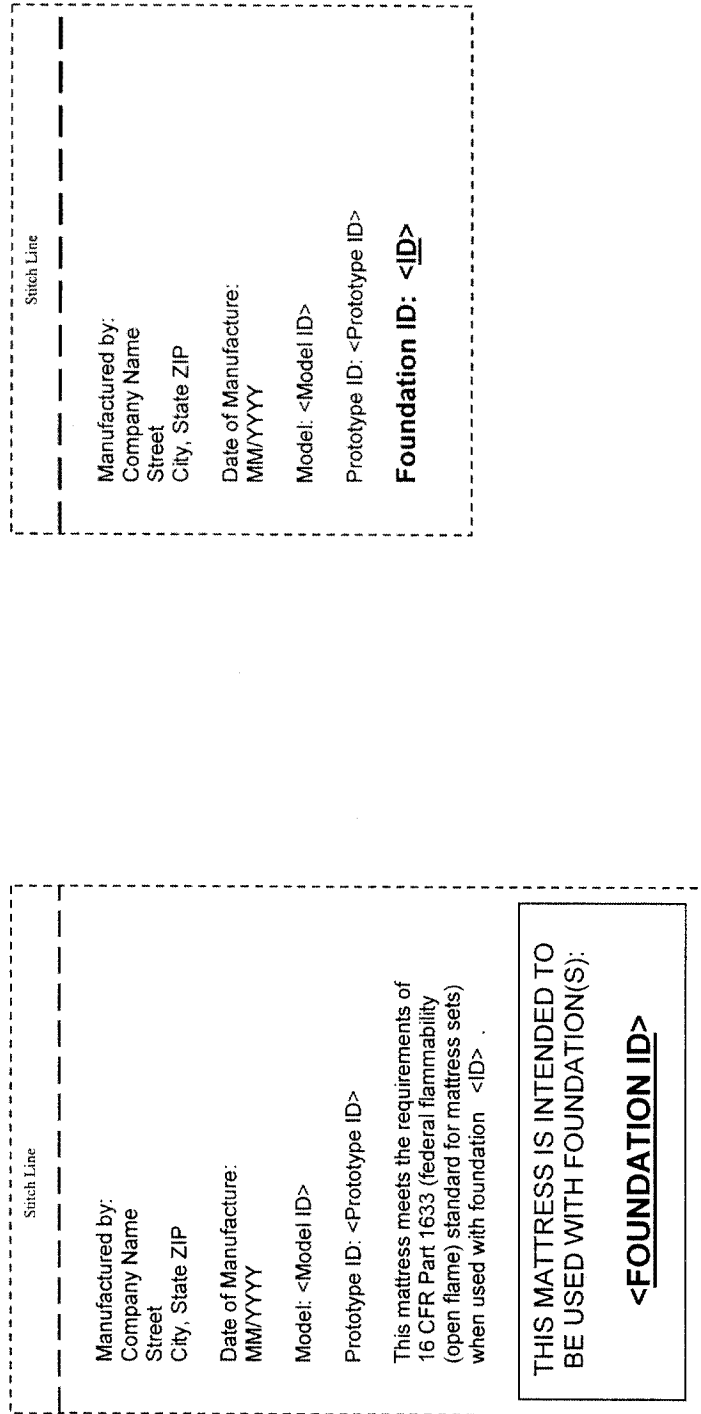 Stitch Line
Manufactured by:
Company Name
Street
City, State ZIP
Date of Manufacture:
MM/YYYY
Model: <Model ID>
Prototype ID: <Prototype ID>
This mattress meets the requirements of
16 CFR Part 1633 (federal flammability
(open flame) standard for mattress sets)
when used with foundation <ID> .
THIS MATTRESS IS INTENDED TO
BE USED WITH FOUNDATION(S):
<FOUNDATION ID>
Stitch Line
Manufactured by:
Company Name
Street
City, State ZIP
Date of Manufacture:
MM/YYYY
Model: <Model ID>
Prototype ID: <Prototype ID>
Foundation ID: <ID>